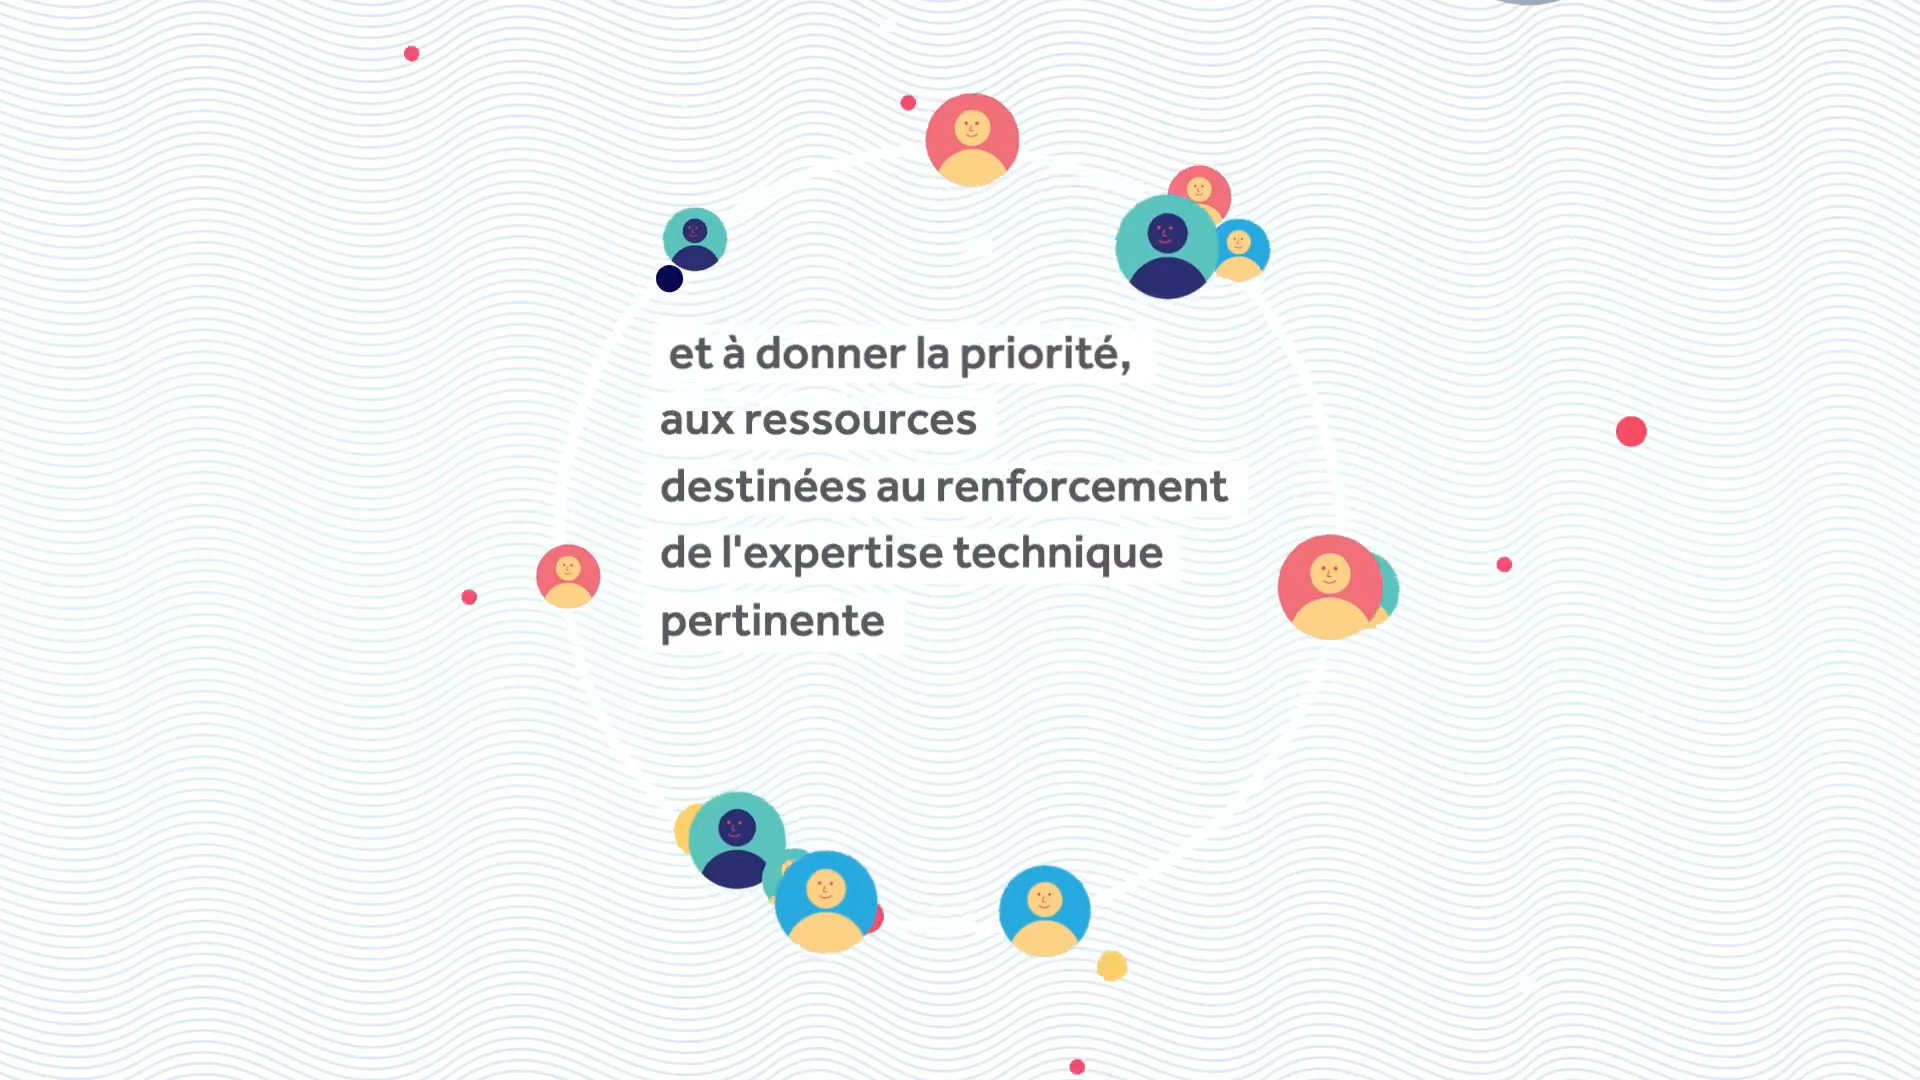 et à donner la priorité,
aux ressources
destinées au renforcement
de l'expertise technique
pertinente